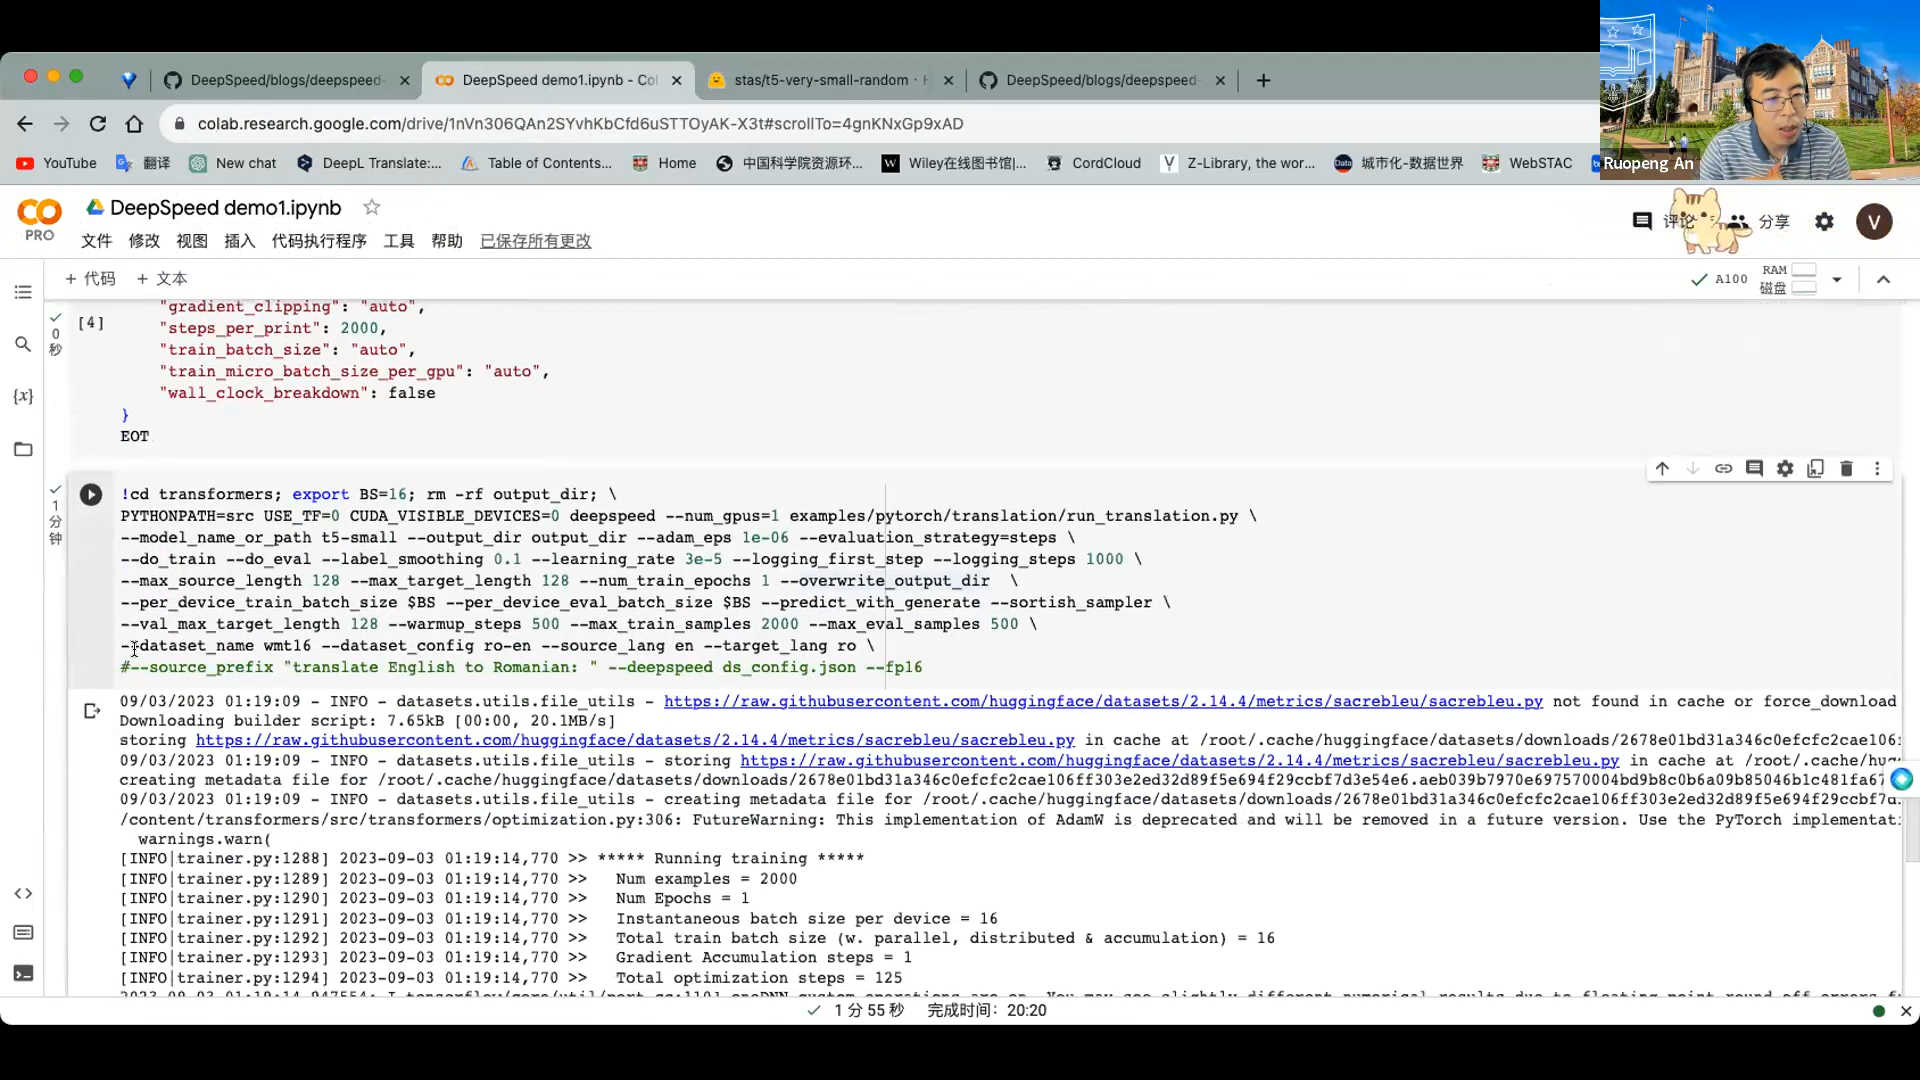 DeepSpeed/blogs/deepspeed-
DeepSpeed demo1.ipynb - Col
stas/t5-very-small-random · H
DeepSpeed/blogs/deepspeed-
colab.research.google.com/drive/1nVn306QAn2SYvhKbCfd6uSTTOyAK-X3t#scrollTo=4gnKNxGp9xAD
YouTube
翻译
New chat
DeepL Translate:...
Table of Contents...
Home
中国科学院资源环...
Wiley在线图书馆|...
CordCloud
Z-Library, the wor...
城市化-数据世界
WebSTAC
Ruopeng An
CO PRO
DeepSpeed demo1.ipynb
文件 修改 视图 插入 代码执行程序 工具 帮助 已保存所有更改
评论
分享
V
+ 代码 + 文本
A100
RAM
磁盘
[4]
0
秒
"gradient_clipping": "auto",
"steps_per_print": 2000,
"train_batch_size": "auto",
"train_micro_batch_size_per_gpu": "auto",
"wall_clock_breakdown": false
}
EOT
1
分
钟
!cd transformers; export BS=16; rm -rf output_dir; \
PYTHONPATH=src USE_TF=0 CUDA_VISIBLE_DEVICES=0 deepspeed --num_gpus=1 examples/pytorch/translation/run_translation.py \
--model_name_or_path t5-small --output_dir output_dir --adam_eps 1e-06 --evaluation_strategy=steps \
--do_train --do_eval --label_smoothing 0.1 --learning_rate 3e-5 --logging_first_step --logging_steps 1000 \
--max_source_length 128 --max_target_length 128 --num_train_epochs 1 --overwrite_output_dir \
--per_device_train_batch_size $BS --per_device_eval_batch_size $BS --predict_with_generate --sortish_sampler \
--val_max_target_length 128 --warmup_steps 500 --max_train_samples 2000 --max_eval_samples 500 \
--dataset_name wmt16 --dataset_config ro-en --source_lang en --target_lang ro \
#--source_prefix "translate English to Romanian: " --deepspeed ds_config.json --fp16
09/03/2023 01:19:09 - INFO - datasets.utils.file_utils - https://raw.githubusercontent.com/huggingface/datasets/2.14.4/metrics/sacrebleu/sacrebleu.py not found in cache or force_download
Downloading builder script: 7.65kB [00:00, 20.1MB/s]
storing https://raw.githubusercontent.com/huggingface/datasets/2.14.4/metrics/sacrebleu/sacrebleu.py in cache at /root/.cache/huggingface/datasets/downloads/2678e01bd31a346c0efcfc2cae106
09/03/2023 01:19:09 - INFO - datasets.utils.file_utils - storing https://raw.githubusercontent.com/huggingface/datasets/2.14.4/metrics/sacrebleu/sacrebleu.py in cache at /root/.cache/hug
creating metadata file for /root/.cache/huggingface/datasets/downloads/2678e01bd31a346c0efcfc2cae106ff303e2ed32d89f5e694f29ccbf7d3e54e6.aeb039b7970e697570004bd9b8c0b6a09b85046b1c481fa67
09/03/2023 01:19:09 - INFO - datasets.utils.file_utils - creating metadata file for /root/.cache/huggingface/datasets/downloads/2678e01bd31a346c0efcfc2cae106ff303e2ed32d89f5e694f29ccbf7d
/content/transformers/src/transformers/optimization.py:306: FutureWarning: This implementation of AdamW is deprecated and will be removed in a future version. Use the PyTorch implementat
warnings.warn(
[INFO|trainer.py:1288] 2023-09-03 01:19:14,770 >> ***** Running training *****
[INFO|trainer.py:1289] 2023-09-03 01:19:14,770 >> Num examples = 2000
[INFO|trainer.py:1290] 2023-09-03 01:19:14,770 >> Num Epochs = 1
[INFO|trainer.py:1291] 2023-09-03 01:19:14,770 >> Instantaneous batch size per device = 16
[INFO|trainer.py:1292] 2023-09-03 01:19:14,770 >> Total train batch size (w. parallel, distributed & accumulation) = 16
[INFO|trainer.py:1293] 2023-09-03 01:19:14,770 >> Gradient Accumulation steps = 1
[INFO|trainer.py:1294] 2023-09-03 01:19:14,770 >> Total optimization steps = 125
1 分 55 秒 完成时间: 20:20